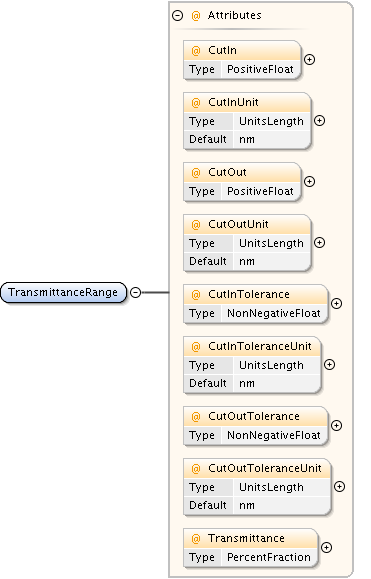 @ Attributes
@ CutIn
Type PositiveFloat
@ CutInUnit
Type UnitsLength
Default nm
@ CutOut
Type PositiveFloat
@ CutOutUnit
Type UnitsLength
Default nm
TransmittanceRange
@ CutInTolerance
Type NonNegativeFloat
@ CutInToleranceUnit
Type UnitsLength
Default nm
@ CutOutTolerance
Type NonNegativeFloat
@ CutOutToleranceUnit
Type UnitsLength
Default nm
@ Transmittance
Type PercentFraction